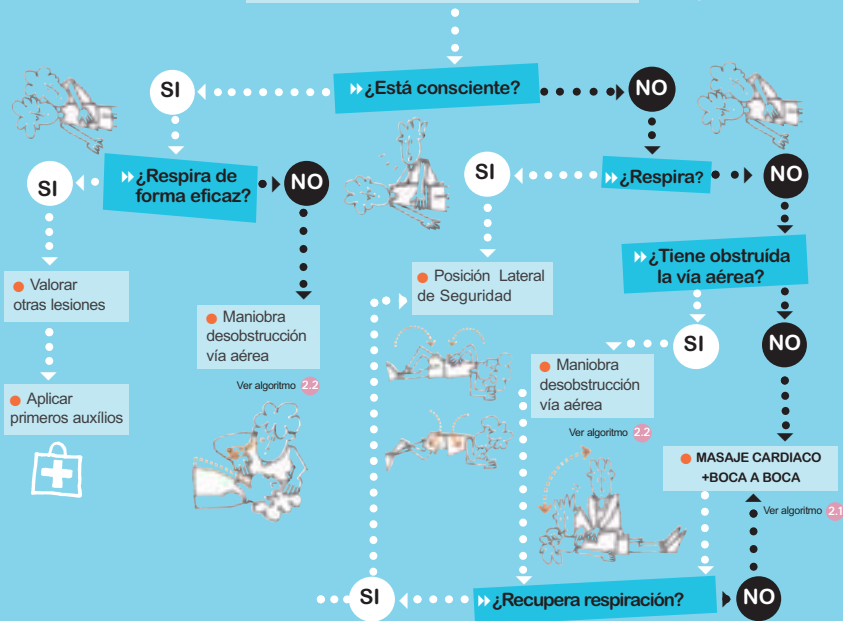 SI
¿Está consciente?
NO
SI
¿Respira de
forma eficaz?
NO
SI
¿Respira?
NO
¿Tiene obstruída
la vía aérea?
Valorar
otras lesiones
Maniobra
desobstrucción
vía aérea
Ver algoritmo 2.2
Aplicar
primeros auxílios
Posición Lateral
de Seguridad
SI
NO
Maniobra
desobstrucción
vía aérea
Ver algoritmo 2.2
MASAJE CARDIACO
+BOCA A BOCA
Ver algoritmo 2.1
SI
¿Recupera respiración?
NO